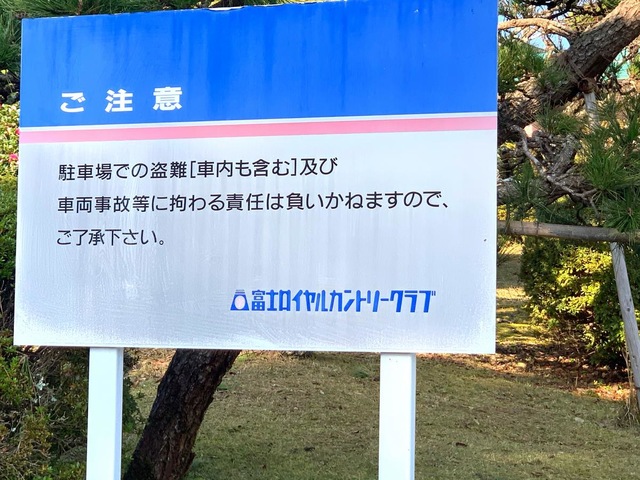 ご注意
駐車場での盗難[車内も含む]及び
車両事故等に拘わる責任は負いかねますので、
ご了承下さい。
富士ロイヤルカントリークラブ